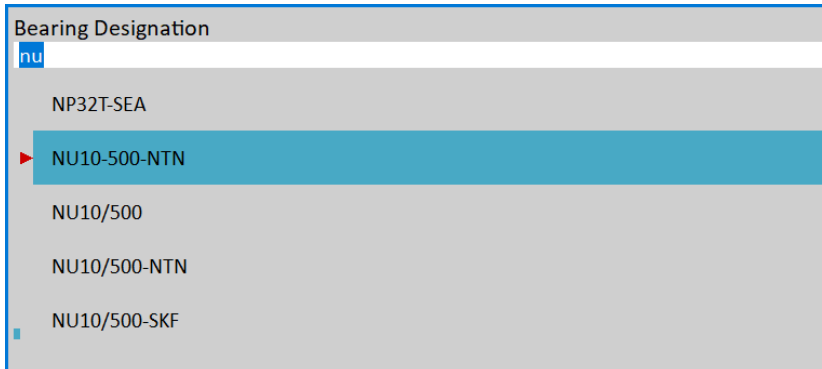 Bearing Designation
nu
NP32T-SEA
NU10-500-NTN
NU10/500
NU10/500-NTN
NU10/500-SKF